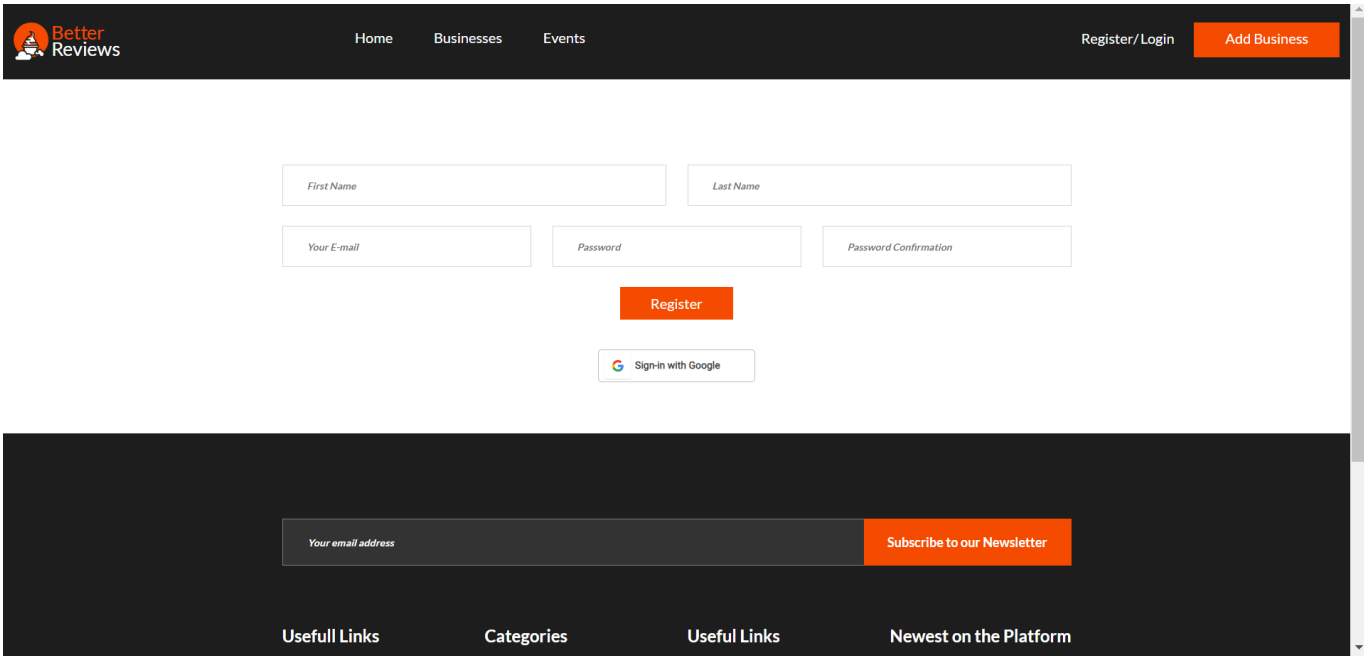 Better
Reviews
Home Businesses Events Register/Login Add Business
First Name Last Name
Your E-mail Password Password Confirmation
Register
Sign-in with Google
Your email address Subscribe to our Newsletter
Usefull Links Categories Useful Links Newest on the Platform